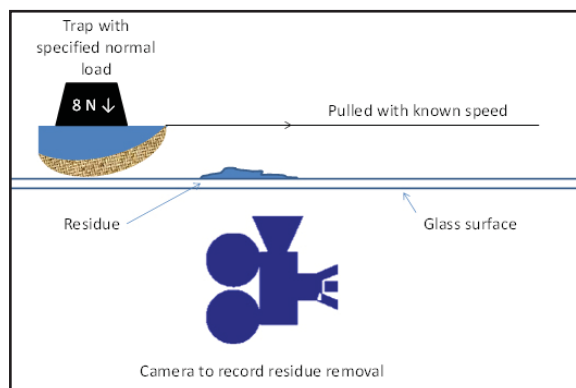 Trap with
specified normal
load
8 N ↓
Pulled with known speed
Residue
Glass surface
Camera to record residue removal